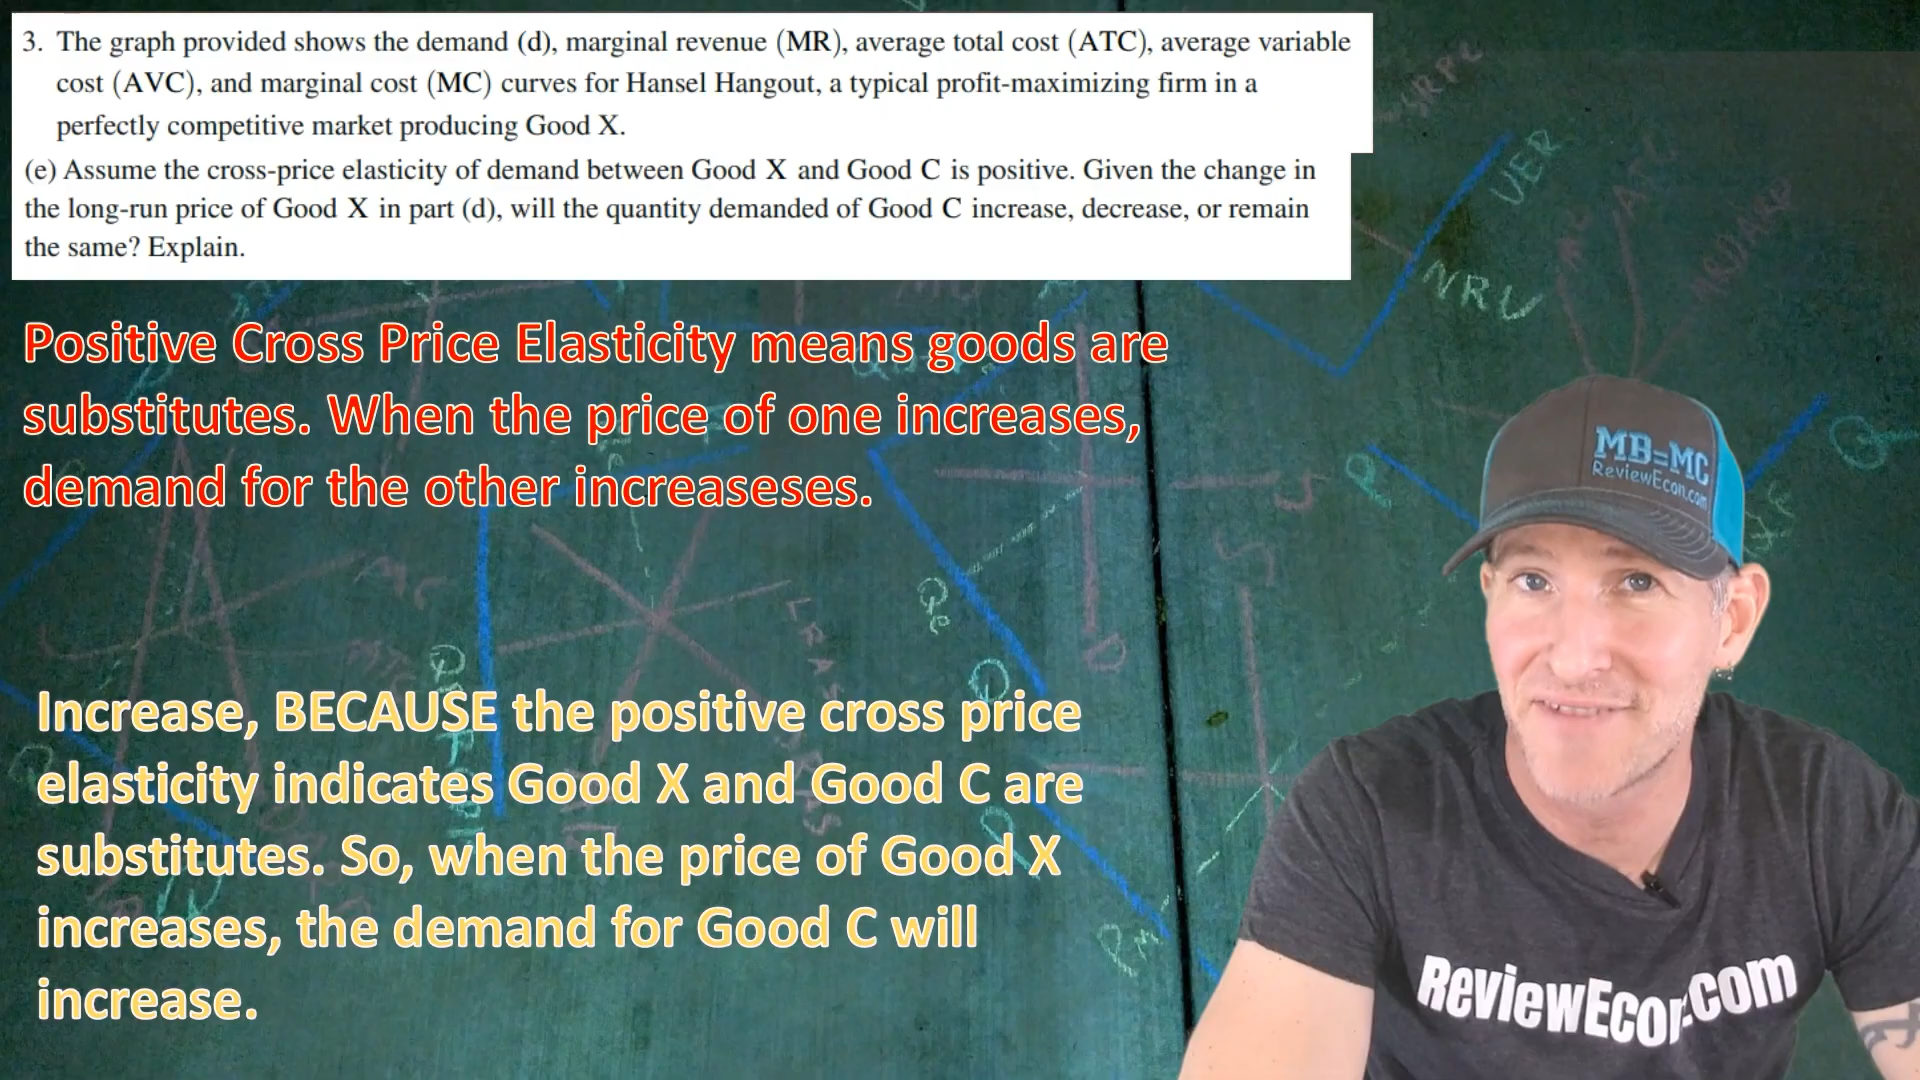 3. The graph provided shows the demand (d), marginal revenue (MR), average total cost (ATC), average variable
cost (AVC), and marginal cost (MC) curves for Hansel Hangout, a typical profit-maximizing firm in a
perfectly competitive market producing Good X.
(e) Assume the cross-price elasticity of demand between Good X and Good C is positive. Given the change in
the long-run price of Good X in part (d), will the quantity demanded of Good C increase, decrease, or remain
the same? Explain.
Positive Cross Price Elasticity means goods are
substitutes. When the price of one increases,
demand for the other increaseses.
Increase, BECAUSE the positive cross price
elasticity indicates Good X and Good C are
substitutes. So, when the price of Good X
increases, the demand for Good C will
increase.
MB=MC
ReviewEcon.com
ReviewEcon.com
SRPC
UER
NRU
MC
Qe
Q
D
S
P